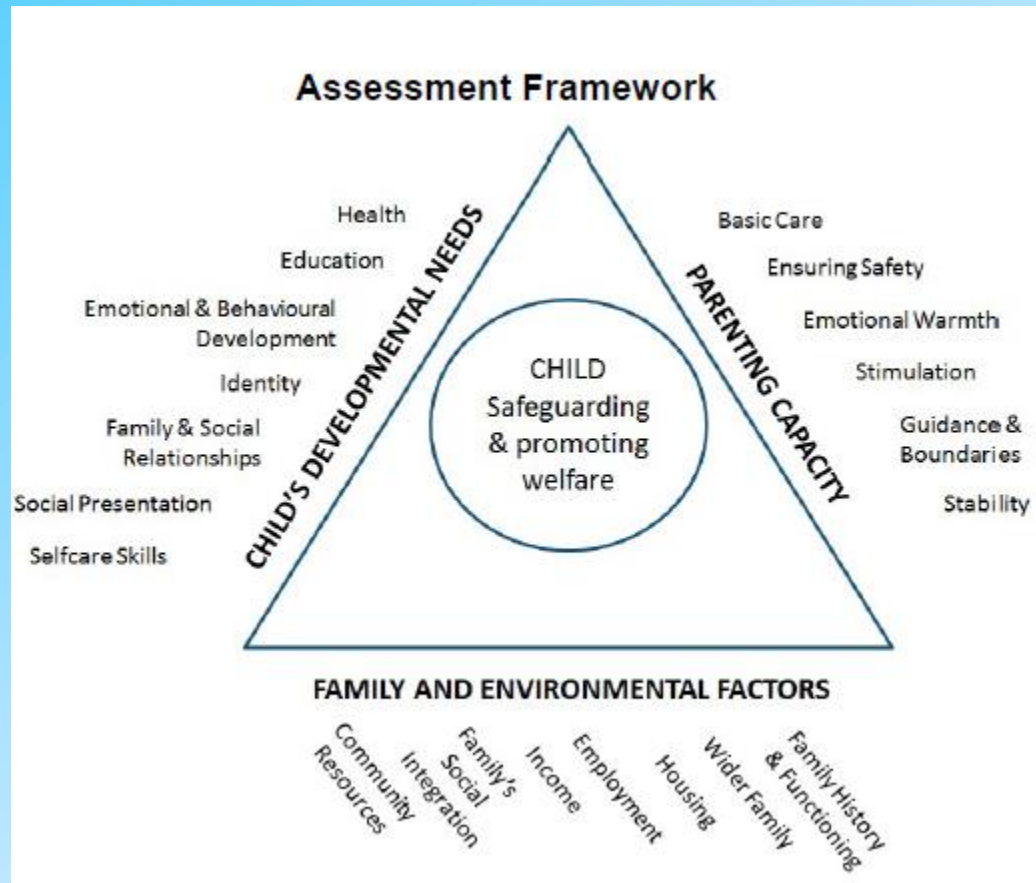 Assessment Framework
Health
Education
Emotional & Behavioural
Development
Identity
Family & Social
Relationships
Social Presentation
Selfcare Skills
CHILD'S DEVELOPMENTAL NEEDS
CHILD
Safeguarding
& promoting
welfare
PARENTING CAPACITY
Basic Care
Ensuring Safety
Emotional Warmth
Stimulation
Guidance &
Boundaries
Stability
FAMILY AND ENVIRONMENTAL FACTORS
Community
Resources
Family's
Social
Integration
Income
Employment
Housing
Wider Family
Family History
& Functioning